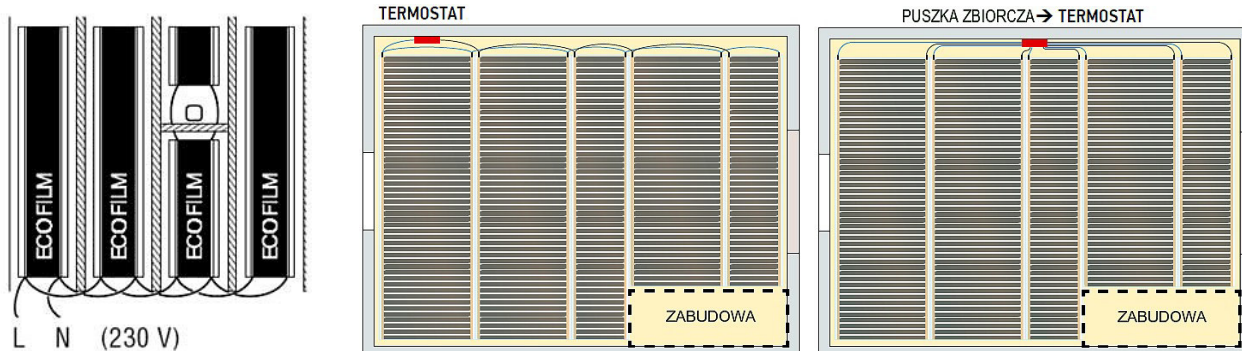 ECOFILM
ECOFILM
ECOFILM
ECOFILM
L N (230 V)
TERMOSTAT
ZABUDOWA
PUSZKA ZBIORCZA → TERMOSTAT
ZABUDOWA